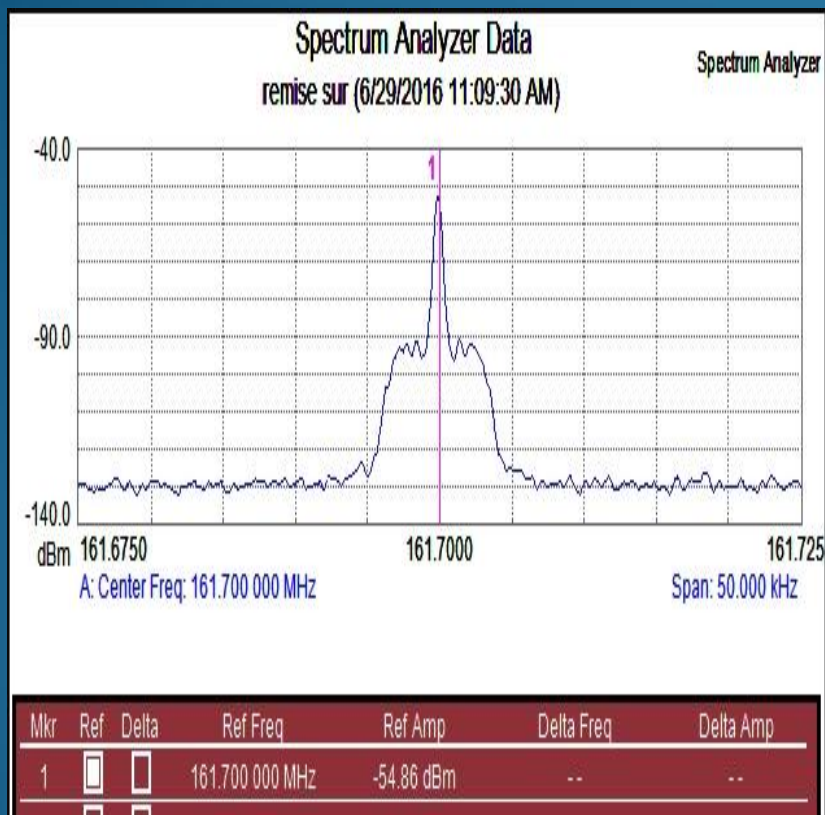 Spectrum Analyzer Data
Spectrum Analyzer
remise sur (6/29/2016 11:09:30 AM)
-40.0
1
-90.0
-140.0
dBm 161.6750 161.7000 161.725
A: Center Freq: 161.700 000 MHz Span: 50.000 kHz
Mkr Ref Delta Ref Freq Ref Amp Delta Freq Delta Amp
1 161.700 000 MHz -54.86 dBm -- --